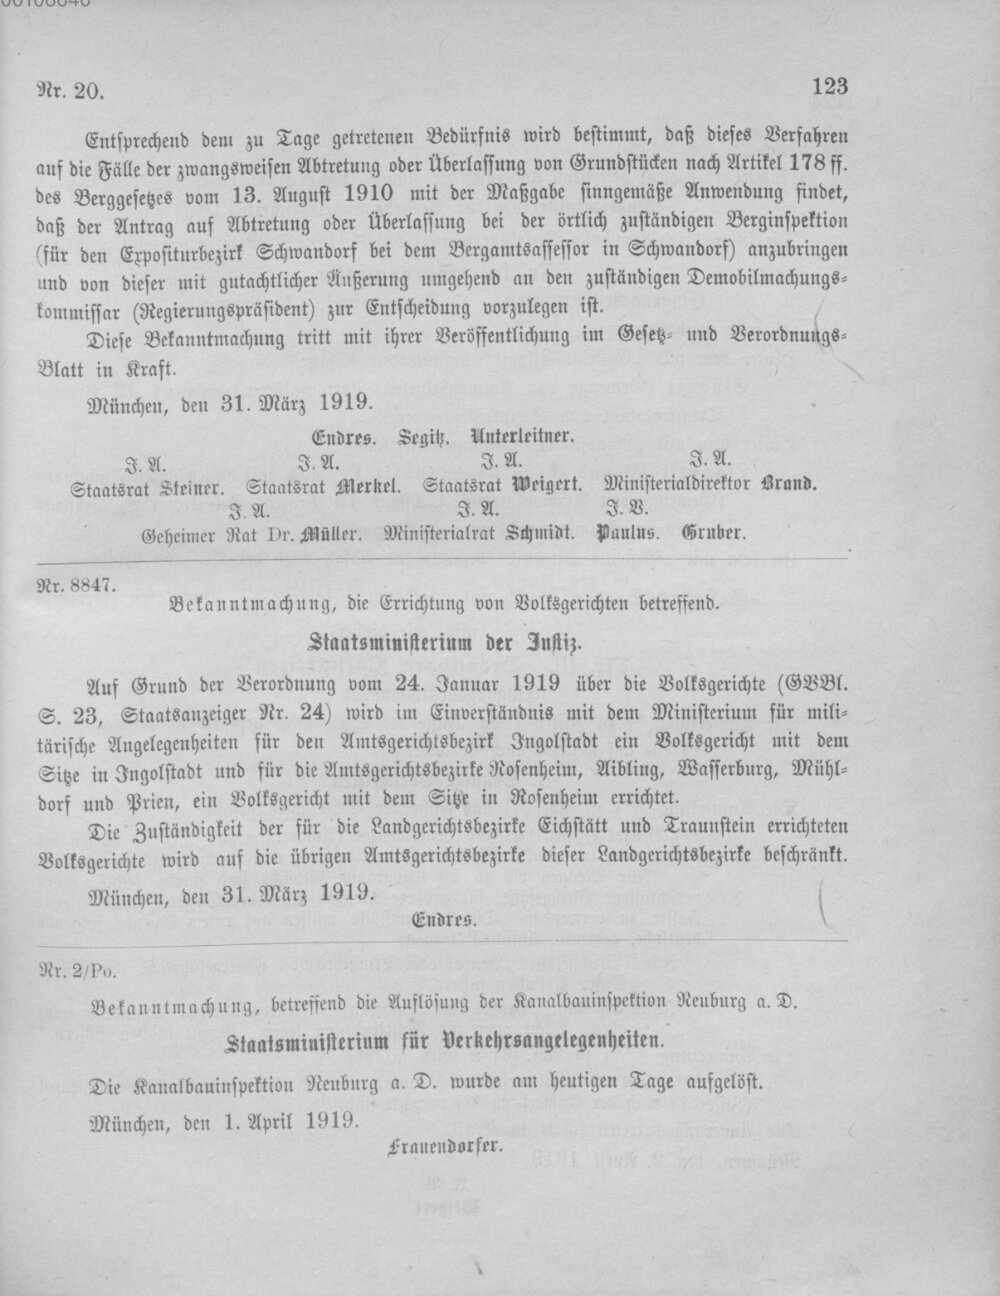 Nr. 20.
123
Entsprechend dem zu Tage getretenen Bedürfnis wird bestimmt, daß dieses Verfahren
auf die Fälle der zwangsweisen Abtretung oder Überlassung von Grundstücken nach Artikel 178 ff.
des Berggesetzes vom 13. August 1910 mit der Maßgabe sinngemäße Anwendung findet,
daß der Antrag auf Abtretung oder Überlassung bei der örtlich zuständigen Berginspektion
(für den Expositurbezirk Schwandorf bei dem Bergamtsassessor in Schwandorf) anzubringen
und von dieser mit gutachtlicher Äußerung umgehend an den zuständigen Demobilmachungs-
kommissar (Regierungspräsident) zur Entscheidung vorzulegen ist.
Diese Bekanntmachung tritt mit ihrer Veröffentlichung im Gesetz- und Verordnungs-
Blatt in Kraft.
München, den 31. März 1919.
Endres. Segitz. Unterleitner.
J. A. J. A. J. A. J. A.
Staatsrat Steiner. Staatsrat Merkel. Staatsrat Weigert. Ministerialdirektor Brand.
J. A. J. A. J. V.
Geheimer Rat Dr. Müller. Ministerialrat Schmidt. Paulus. Gruber.
Nr. 8847.
Bekanntmachung, die Errichtung von Volksgerichten betreffend.
Staatsministerium der Justiz.
Auf Grund der Verordnung vom 24. Januar 1919 über die Volksgerichte (GVBl.
S. 23, Staatsanzeiger Nr. 24) wird im Einverständnis mit dem Ministerium für mili-
tärische Angelegenheiten für den Amtsgerichtsbezirk Ingolstadt ein Volksgericht mit dem
Sitze in Ingolstadt und für die Amtsgerichtsbezirke Rosenheim, Aibling, Wasserburg, Mühl-
dorf und Prien, ein Volksgericht mit dem Sitze in Rosenheim errichtet.
Die Zuständigkeit der für die Landgerichtsbezirke Eichstätt und Traunstein errichteten
Volksgerichte wird auf die übrigen Amtsgerichtsbezirke dieser Landgerichtsbezirke beschränkt.
München, den 31. März 1919.
Endres.
Nr. 2/Po.
Bekanntmachung, betreffend die Auflösung der Kanalbauinspektion Neuburg a. D.
Staatsministerium für Verkehrsangelegenheiten.
Die Kanalbauinspektion Neuburg a. D. wurde am heutigen Tage aufgelöst.
München, den 1. April 1919.
Frauendorfer.